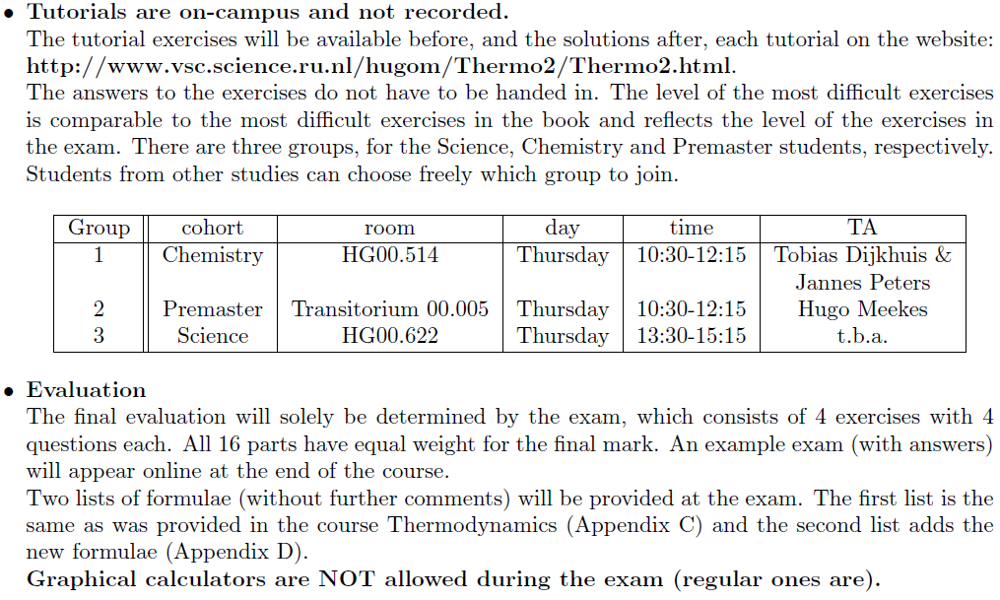 • Tutorials are on-campus and not recorded.
The tutorial exercises will be available before, and the solutions after, each tutorial on the website:
http://www.vsc.science.ru.nl/hugom/Thermo2/Thermo2.html.
The answers to the exercises do not have to be handed in. The level of the most difficult exercises
is comparable to the most difficult exercises in the book and reflects the level of the exercises in
the exam. There are three groups, for the Science, Chemistry and Premaster students, respectively.
Students from other studies can choose freely which group to join.
Group cohort room day time TA
1 Chemistry HG00.514 Thursday 10:30-12:15 Tobias Dijkhuis &
Jannes Peters
2 Premaster Transitorium 00.005 Thursday 10:30-12:15 Hugo Meekes
3 Science HG00.622 Thursday 13:30-15:15 t.b.a.
• Evaluation
The final evaluation will solely be determined by the exam, which consists of 4 exercises with 4
questions each. All 16 parts have equal weight for the final mark. An example exam (with answers)
will appear online at the end of the course.
Two lists of formulae (without further comments) will be provided at the exam. The first list is the
same as was provided in the course Thermodynamics (Appendix C) and the second list adds the
new formulae (Appendix D).
Graphical calculators are NOT allowed during the exam (regular ones are).